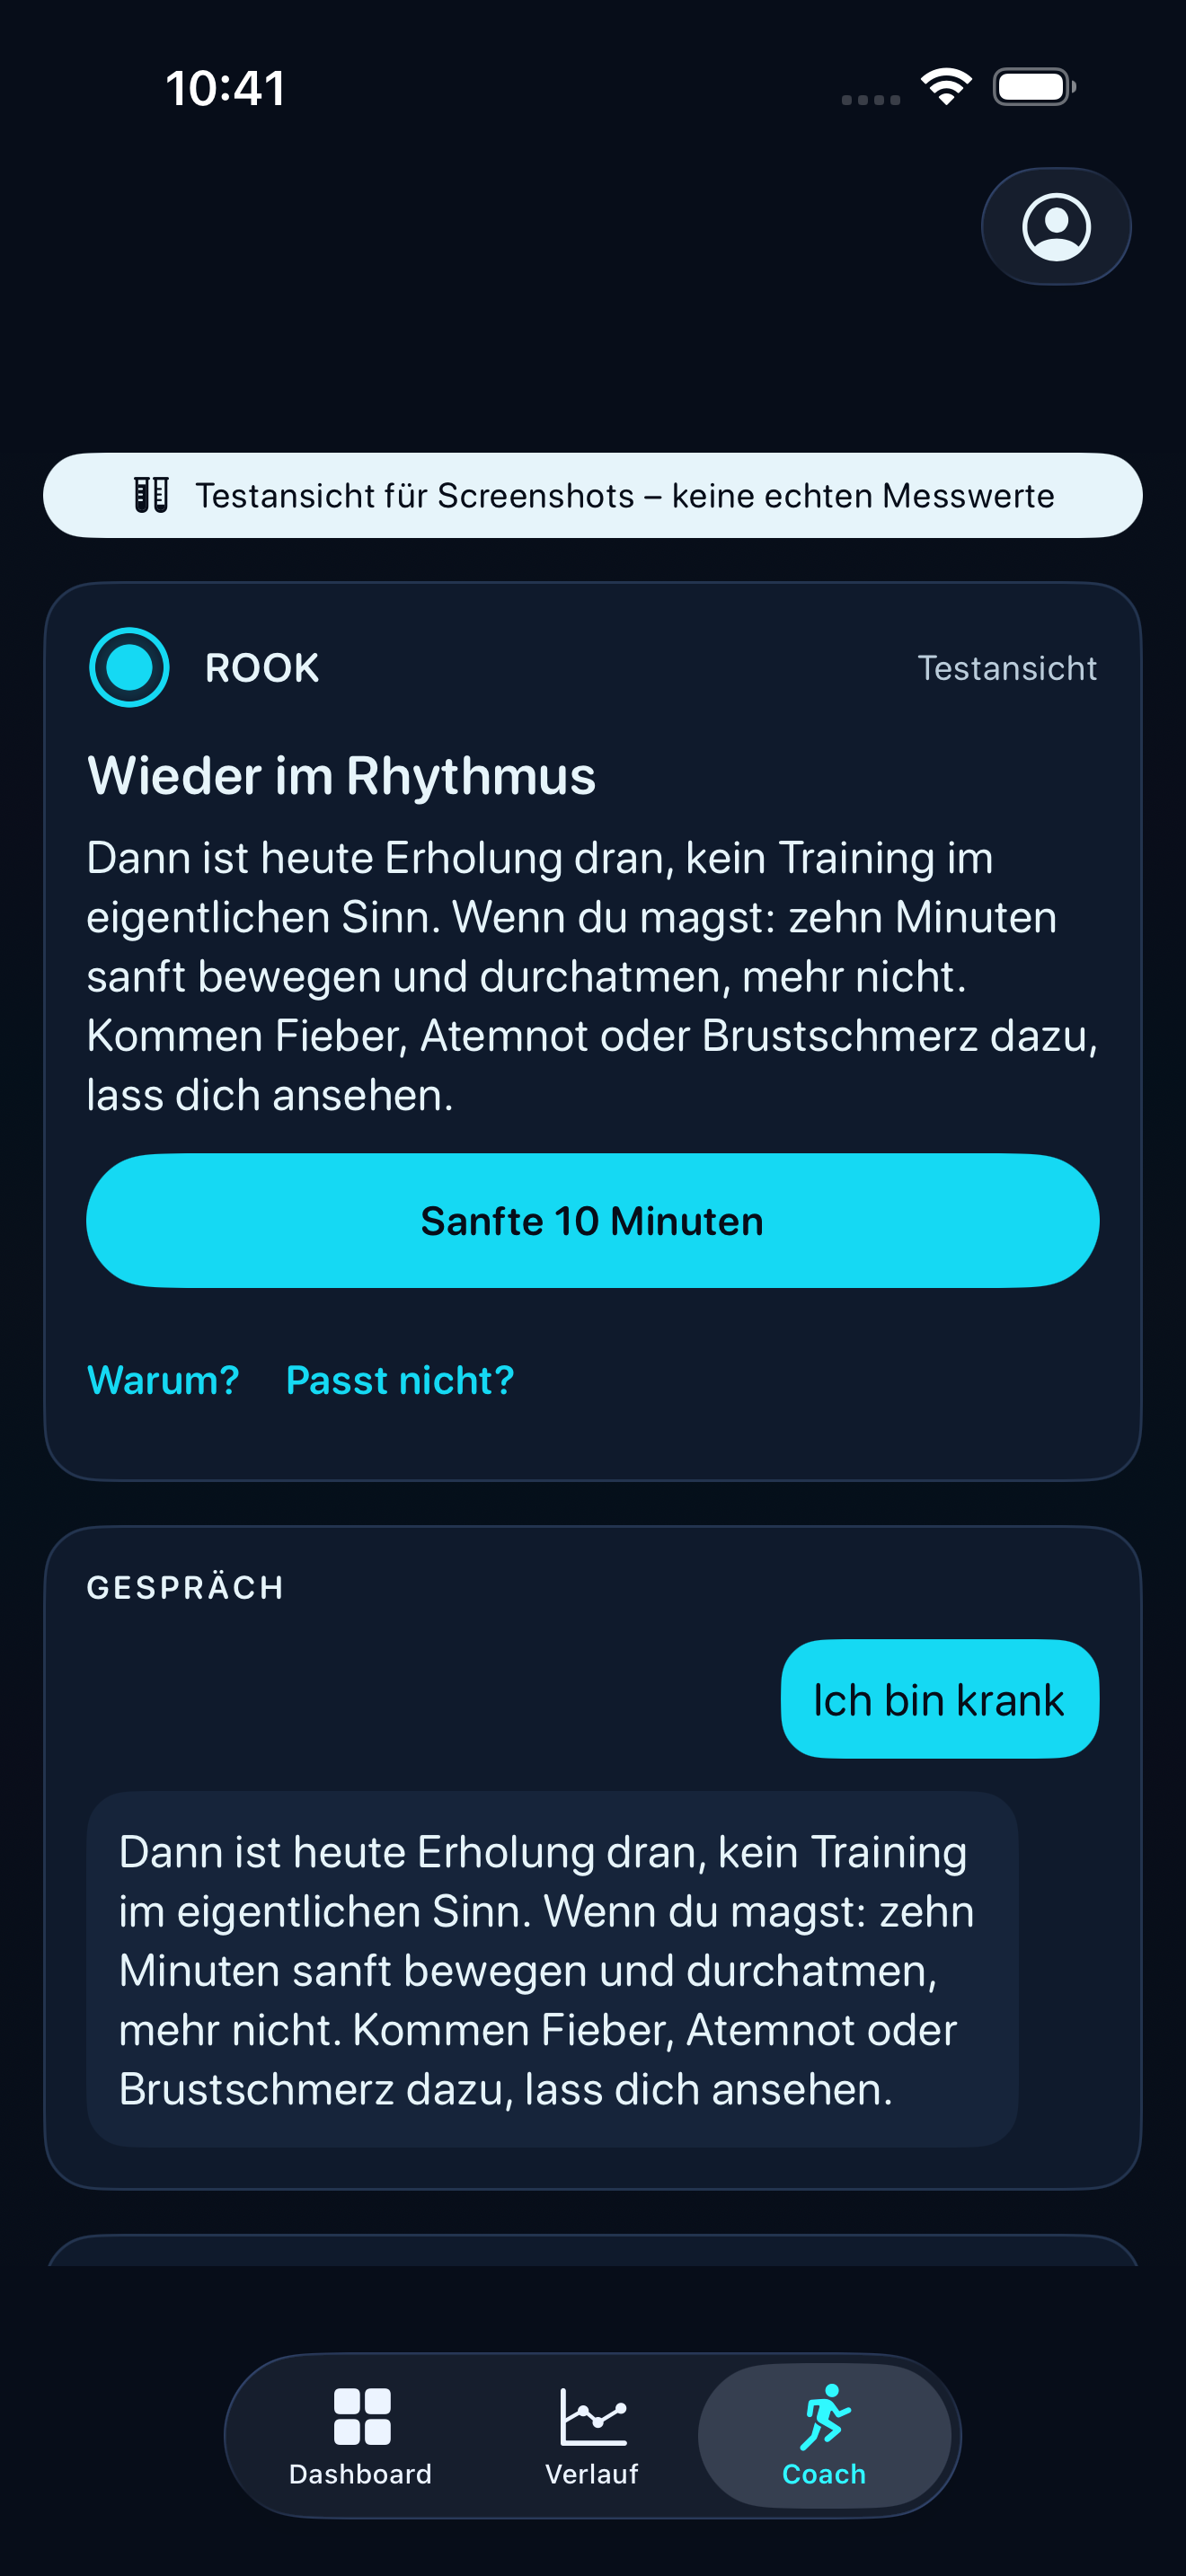 10:41
Testansicht für Screenshots – keine echten Messwerte
ROOK
Testansicht
Wieder im Rhythmus
Dann ist heute Erholung dran, kein Training im
eigentlichen Sinn. Wenn du magst: zehn Minuten
sanft bewegen und durchatmen, mehr nicht.
Kommen Fieber, Atemnot oder Brustschmerz dazu,
lass dich ansehen.
Sanfte 10 Minuten
Warum? Passt nicht?
GESPRÄCH
Ich bin krank
Dann ist heute Erholung dran, kein Training
im eigentlichen Sinn. Wenn du magst: zehn
Minuten sanft bewegen und durchatmen,
mehr nicht. Kommen Fieber, Atemnot oder
Brustschmerz dazu, lass dich ansehen.
Dashboard Verlauf Coach